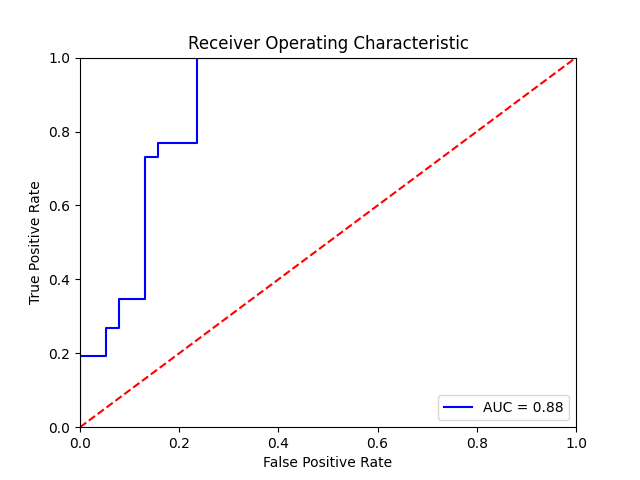 Receiver Operating Characteristic
True Positive Rate
1.0
0.8
0.6
0.4
0.2
0.0
AUC = 0.88
0.0 0.2 0.4 0.6 0.8 1.0
False Positive Rate